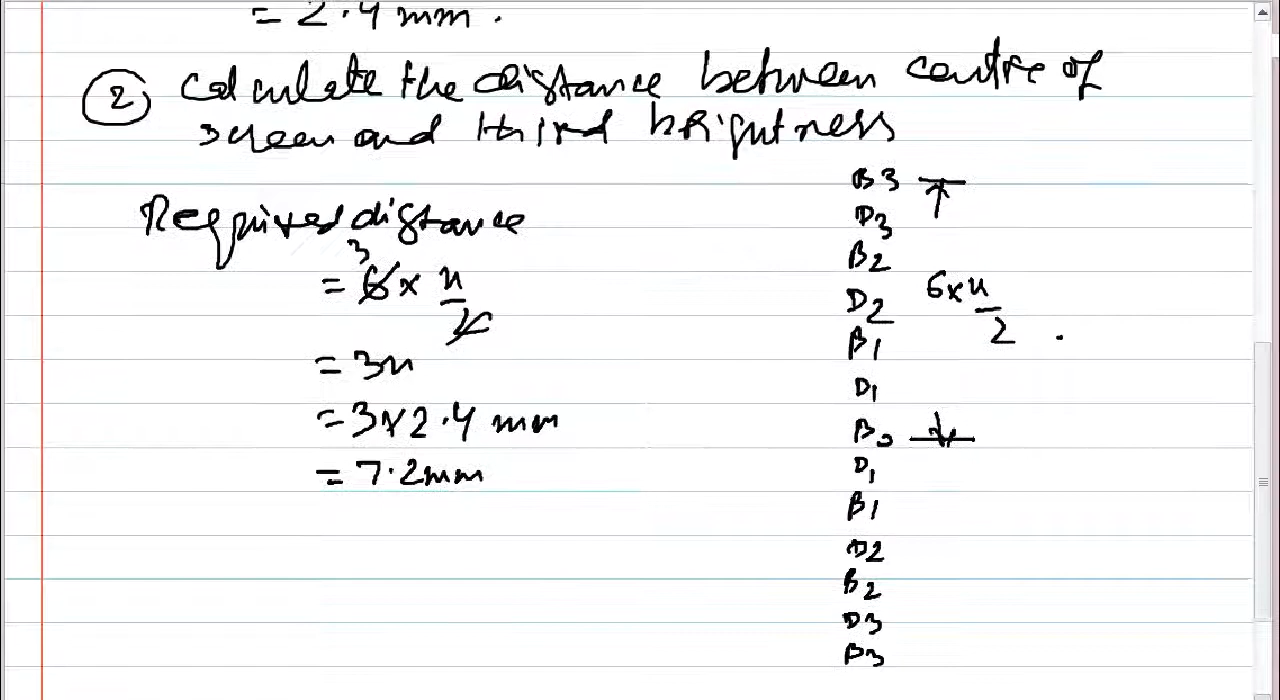 = 2.4 mm.
② Calculate the distance between centre of
screen and third brightness
B3
Required distance
D3
3
B2
= 6 × x/2
D2 6×x/2 .
B1
= 3x
D1
= 3×2.4 mm
B0
= 7.2mm
D1
B1
D2
B2
D3
B3